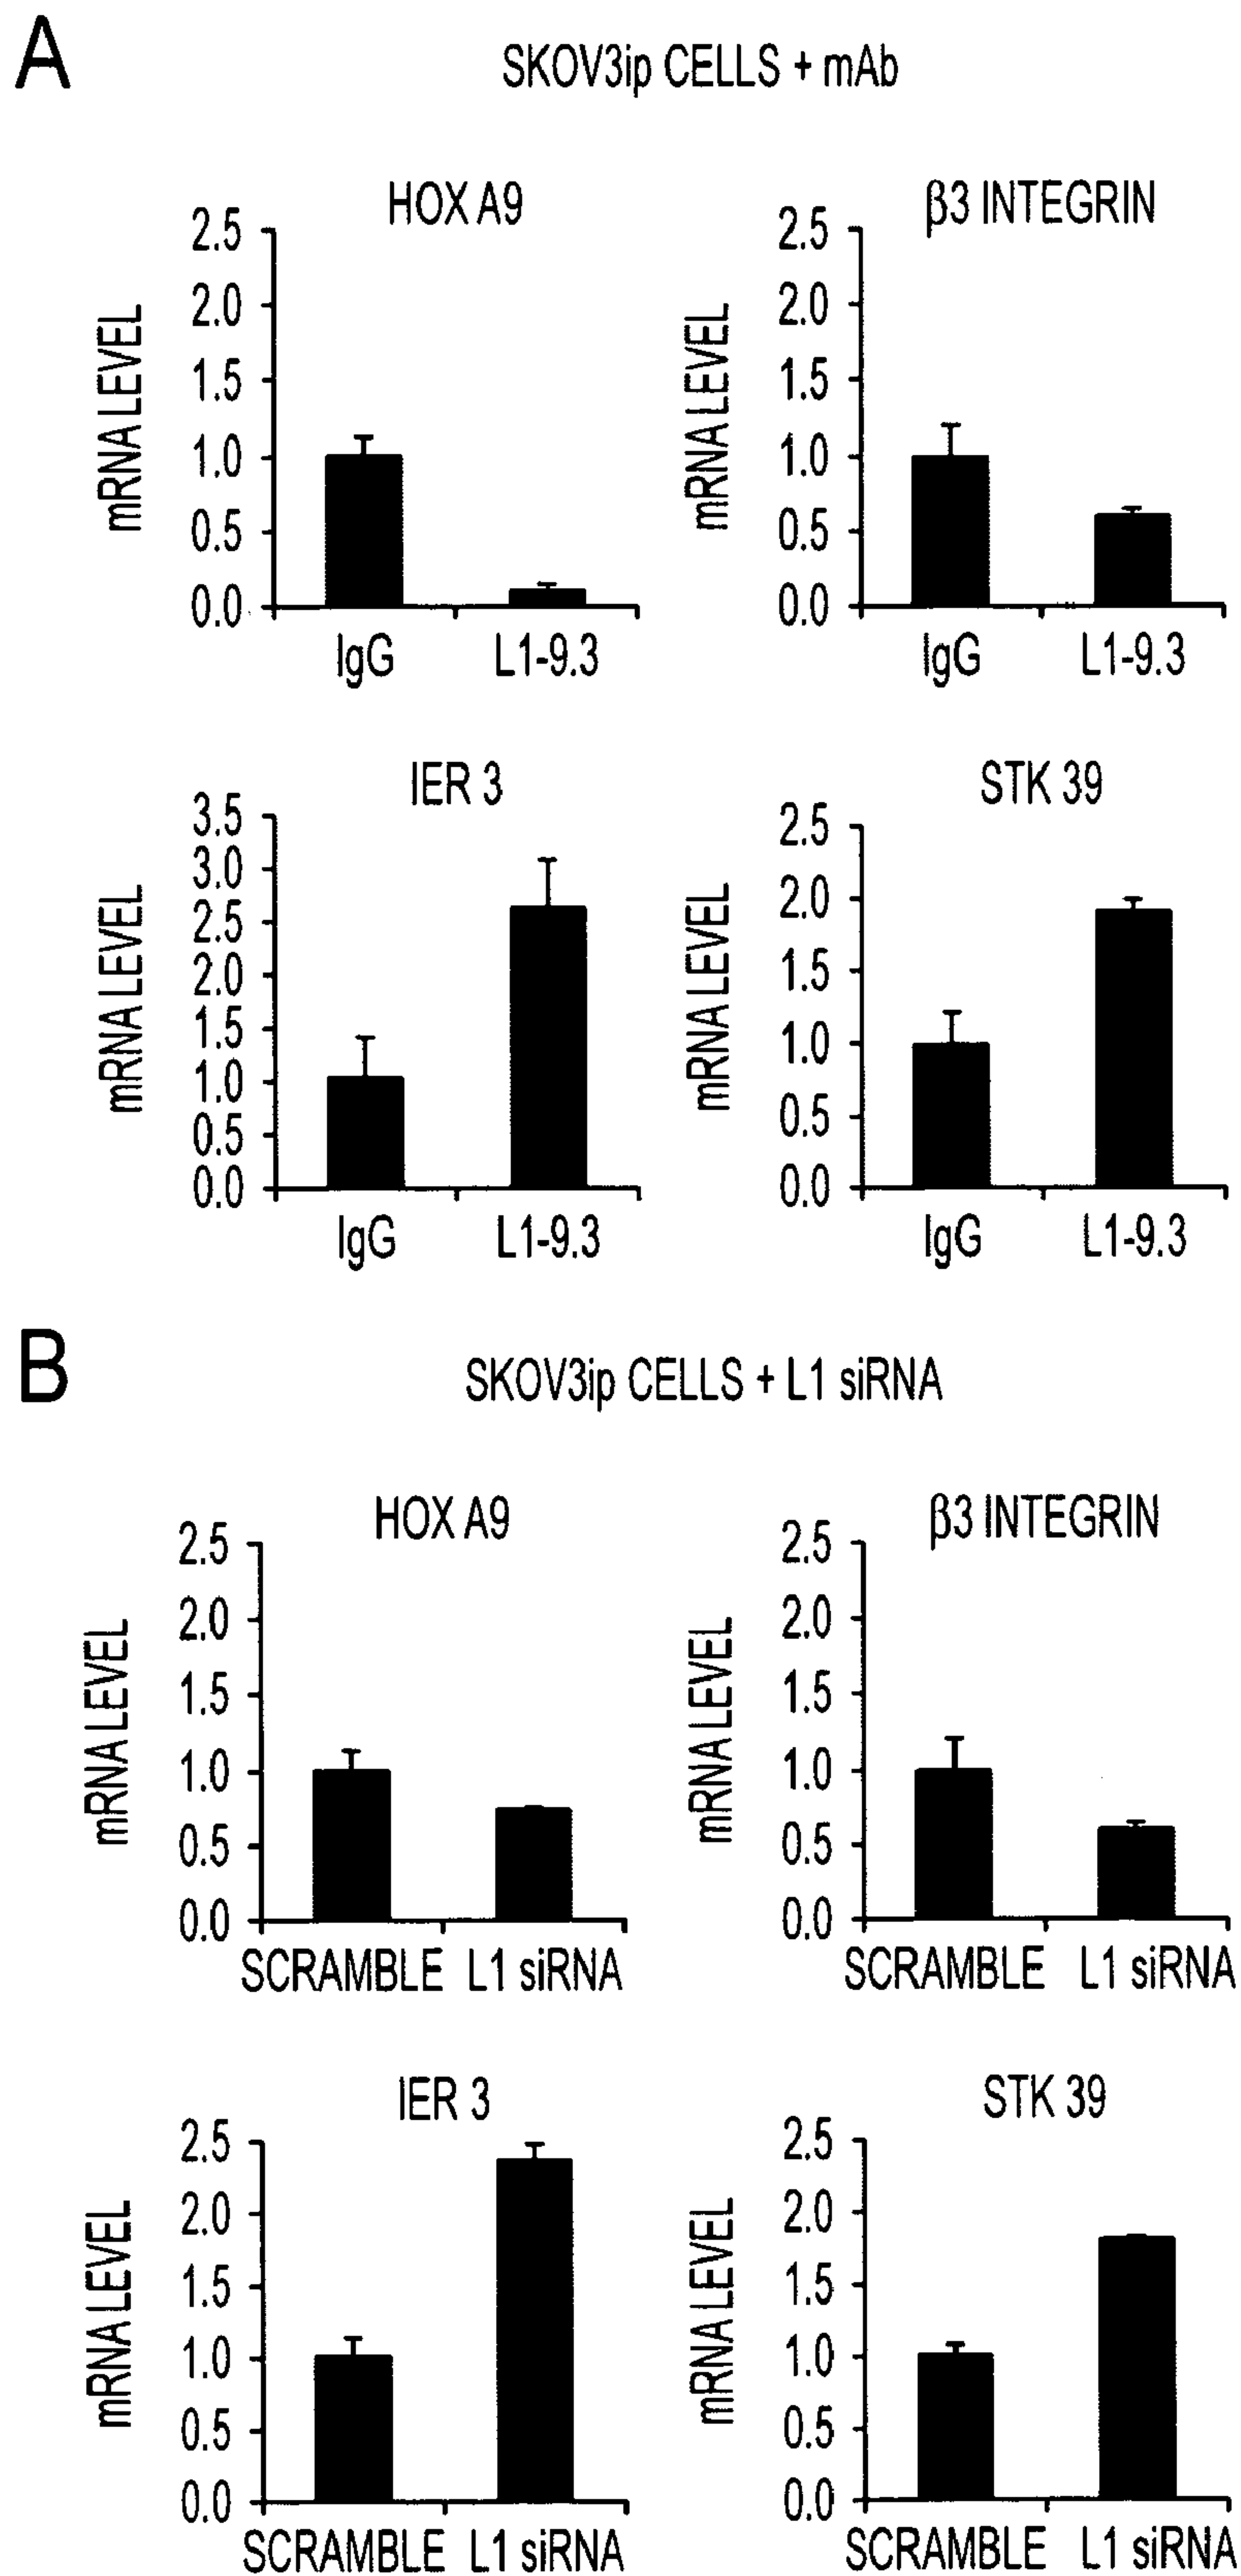 A
SKOV3ip CELLS + mAb
HOX A9
mRNA LEVEL
2.5
2.0
1.5
1.0
0.5
0.0
IgG L1-9.3
β3 INTEGRIN
mRNA LEVEL
2.5
2.0
1.5
1.0
0.5
0.0
IgG L1-9.3
IER 3
mRNA LEVEL
3.5
3.0
2.5
2.0
1.5
1.0
0.5
0.0
IgG L1-9.3
STK 39
mRNA LEVEL
2.5
2.0
1.5
1.0
0.5
0.0
IgG L1-9.3
B
SKOV3ip CELLS + L1 siRNA
HOX A9
mRNA LEVEL
2.5
2.0
1.5
1.0
0.5
0.0
SCRAMBLE L1 siRNA
β3 INTEGRIN
mRNA LEVEL
2.5
2.0
1.5
1.0
0.5
0.0
SCRAMBLE L1 siRNA
IER 3
mRNA LEVEL
2.5
2.0
1.5
1.0
0.5
0.0
SCRAMBLE L1 siRNA
STK 39
mRNA LEVEL
2.5
2.0
1.5
1.0
0.5
0.0
SCRAMBLE L1 siRNA